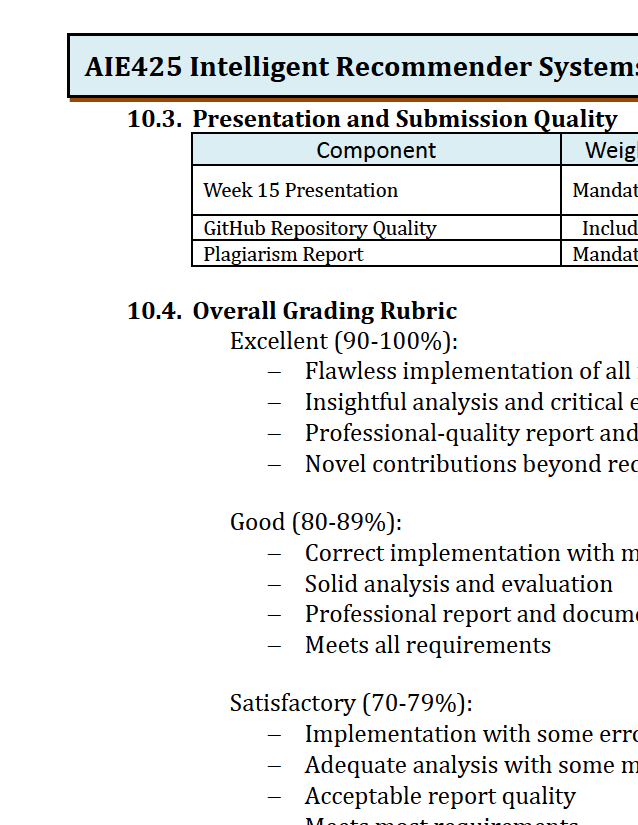 AIE425 Intelligent Recommender Systems
10.3. Presentation and Submission Quality
Component
Week 15 Presentation
GitHub Repository Quality
Plagiarism Report
10.4. Overall Grading Rubric
Excellent (90-100%):
– Flawless implementation of all
– Insightful analysis and critical
– Professional-quality report and
– Novel contributions beyond
Good (80-89%):
– Correct implementation with
– Solid analysis and evaluation
– Professional report and
– Meets all requirements
Satisfactory (70-79%):
– Implementation with some
– Adequate analysis with some
– Acceptable report quality
– Meets most requirements